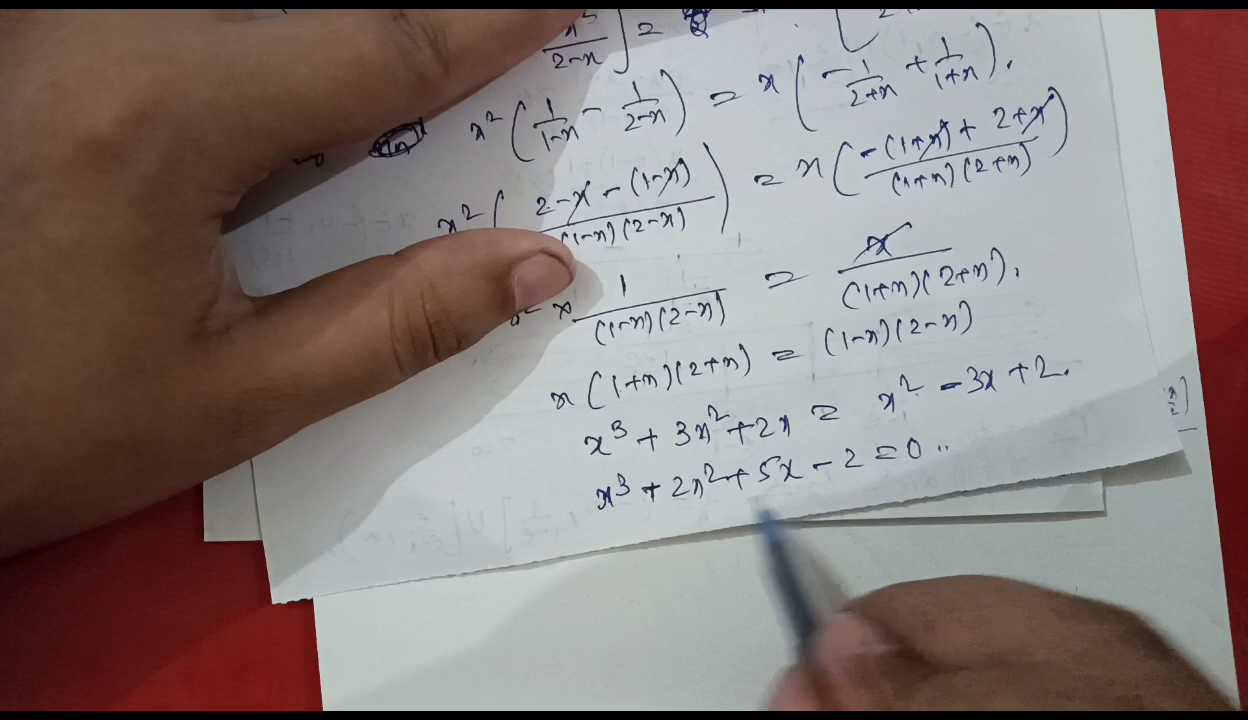 x³/(2-x) ] =
x² ( 1/(1-x) - 1/(2-x) ) = x ( -1/(2+x) + 1/(1+x) ).
x² ( (2-x-(1-x))/((1-x)(2-x)) ) = x ( (-(1+x)+2+x)/((1+x)(2+x)) )
1/((1-x)(2-x)) = x/((1+x)(2+x)).
x (1+x)(2+x) = (1-x)(2-x)
x³ + 3x² + 2x = x² - 3x + 2.
x³ + 2x² + 5x - 2 = 0 ..